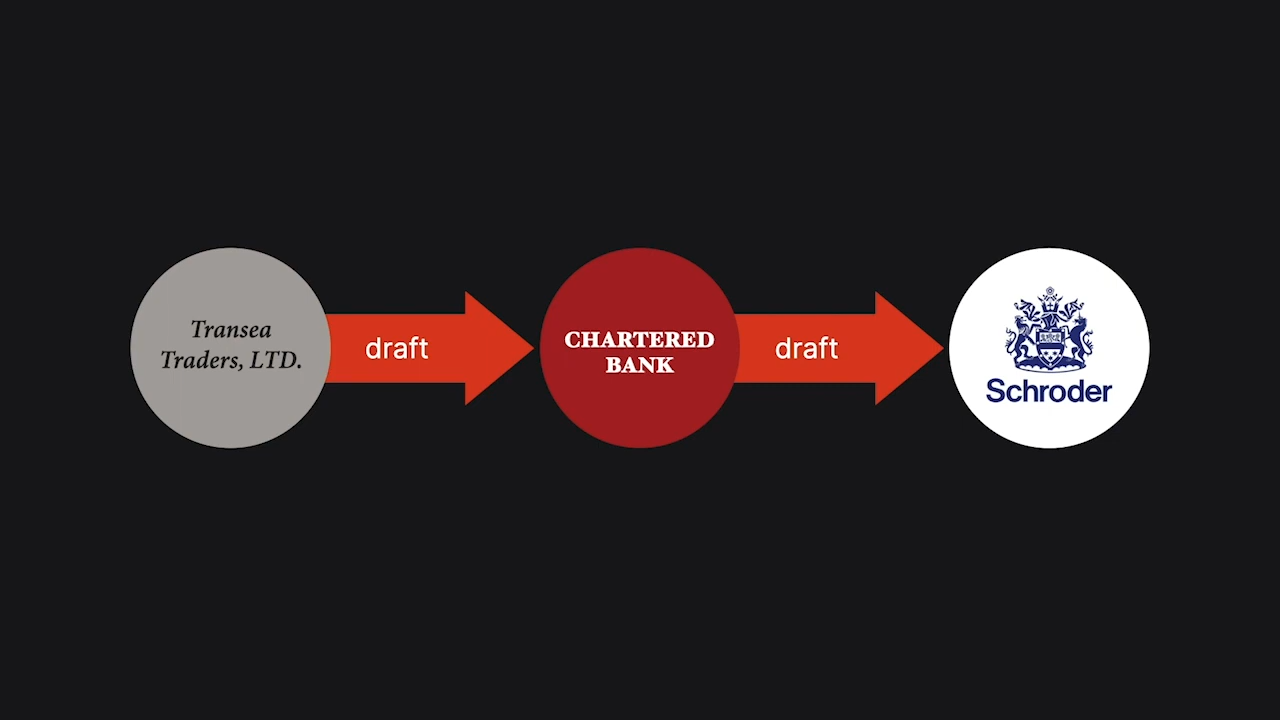 Transea
Traders, LTD.
draft
CHARTERED
BANK
draft
Schroder